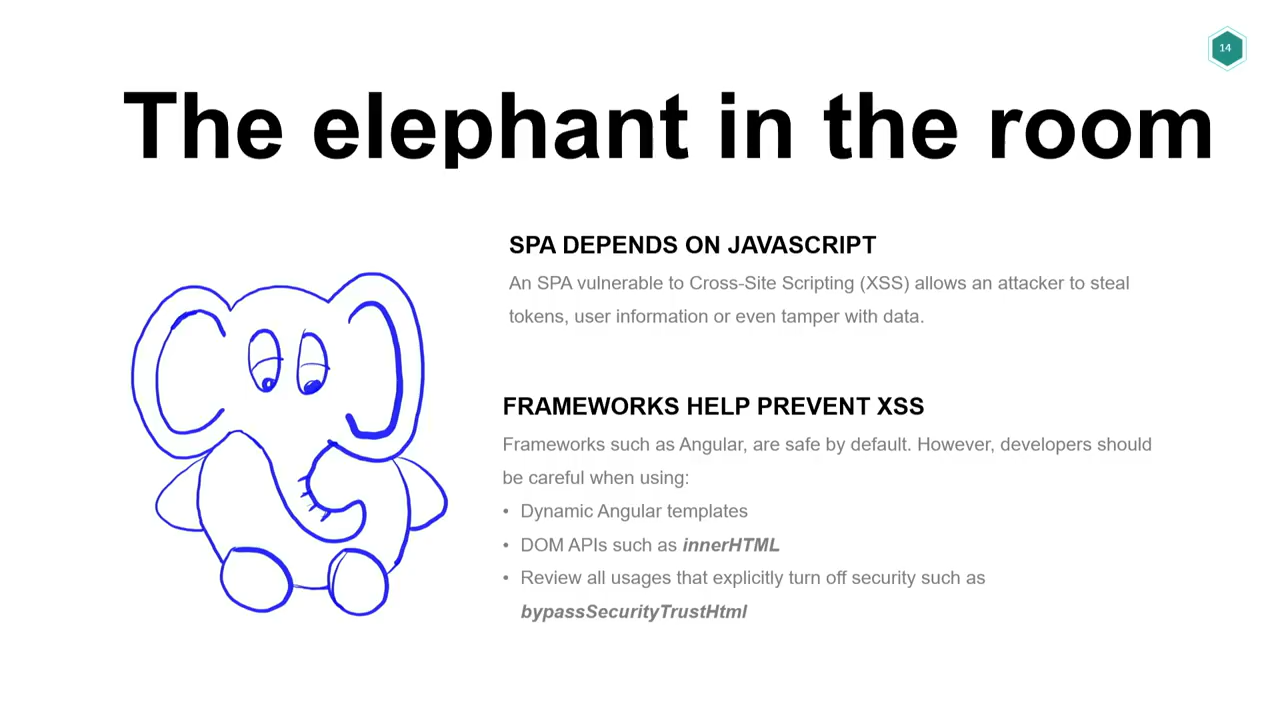 14
The elephant in the room
SPA DEPENDS ON JAVASCRIPT
An SPA vulnerable to Cross-Site Scripting (XSS) allows an attacker to steal
tokens, user information or even tamper with data.
FRAMEWORKS HELP PREVENT XSS
Frameworks such as Angular, are safe by default. However, developers should
be careful when using:
• Dynamic Angular templates
• DOM APIs such as innerHTML
• Review all usages that explicitly turn off security such as
bypassSecurityTrustHtml